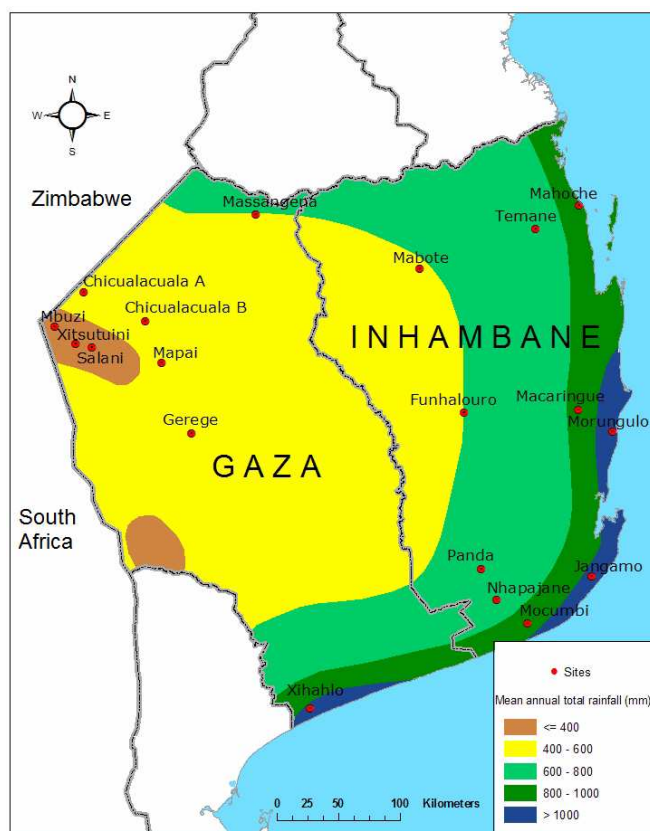 N
W E
S
Zimbabwe
Massangena
Mahoche
Temane
Mabote
Chicualacuala A
Chicualacuala B
Mbuzi
Xitsutuini
Salani
Mapai
INHAMBANE
Funhalouro
Macaringue
Morungulo
Gerege
GAZA
South
Africa
Panda
Jangamo
Nhapajane
Mocumbi
Xihahlo
Sites
Mean annual total rainfall (mm)
<= 400
400 - 600
600 - 800
800 - 1000
> 1000
0 25 50 100 Kilometers